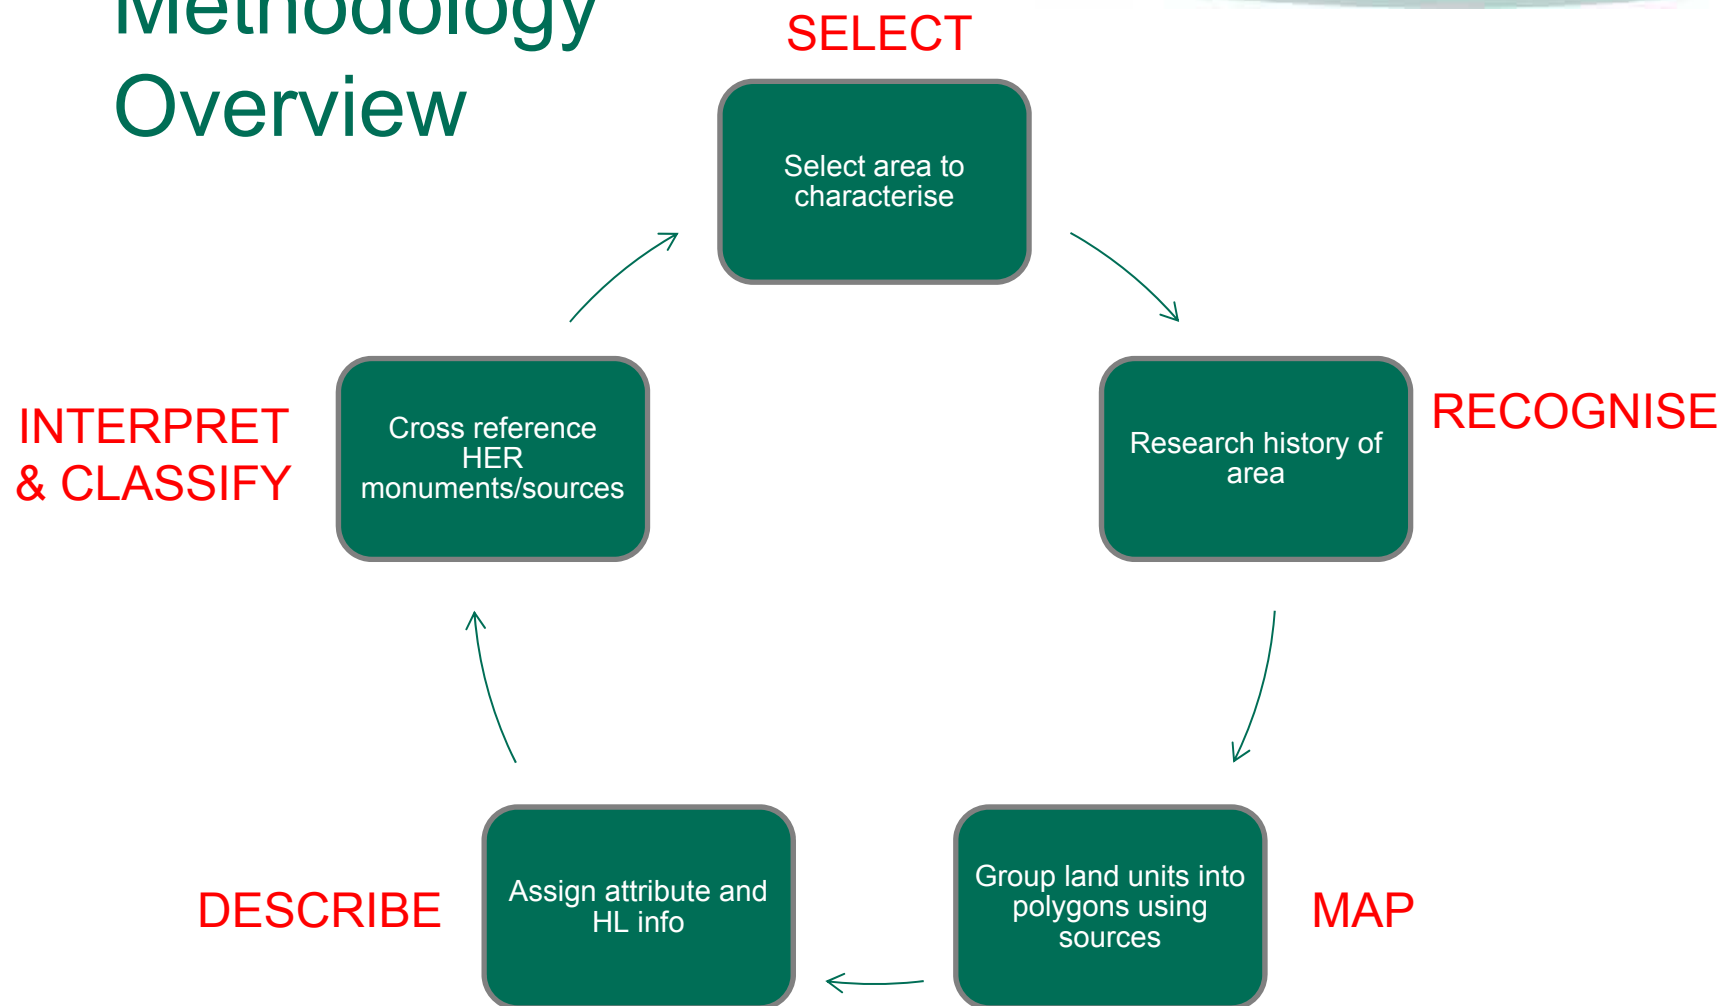 Methodology
Overview
SELECT
Select area to
characterise
RECOGNISE
Research history of
area
MAP
Group land units into
polygons using
sources
DESCRIBE
Assign attribute and
HL info
INTERPRET
& CLASSIFY
Cross reference
HER
monuments/sources